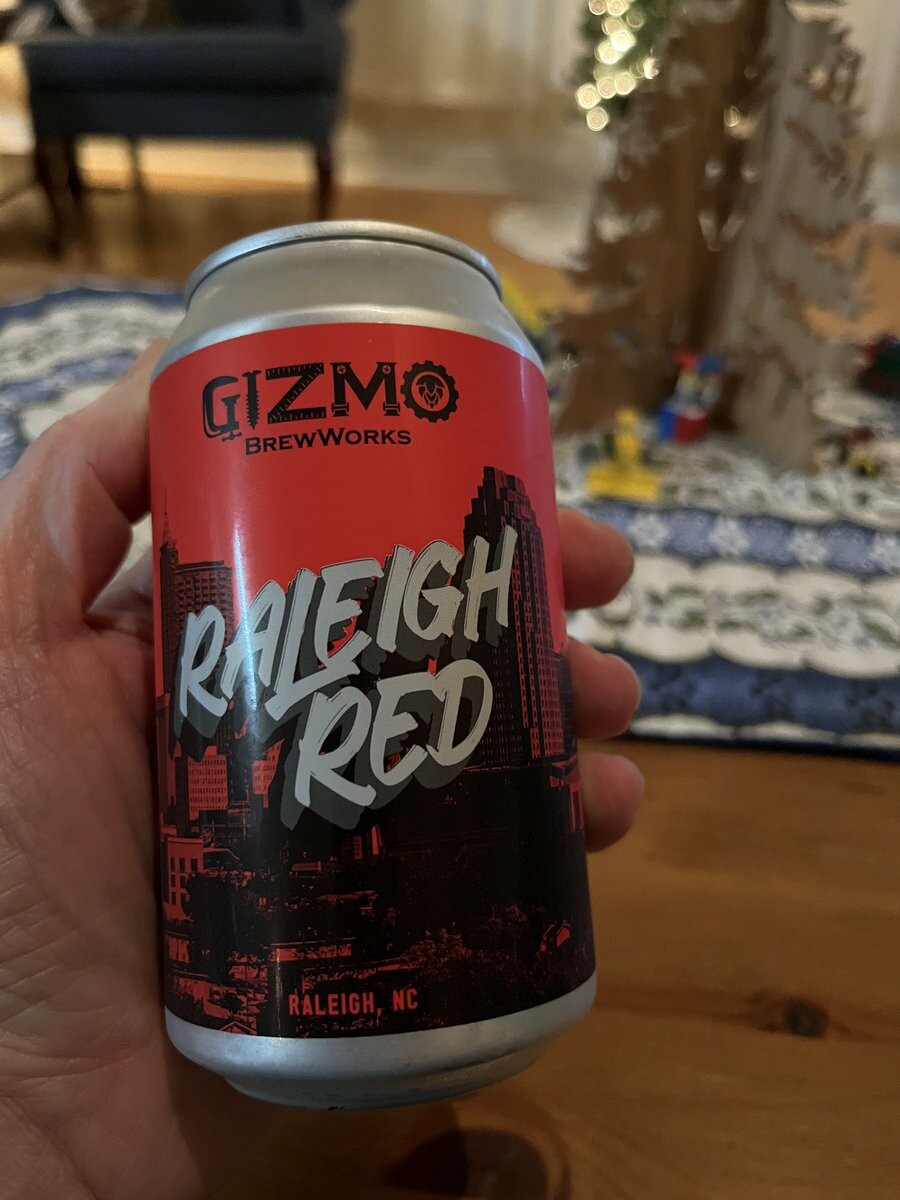 GIZMO
BREWWORKS
RALEIGH
RED
RALEIGH, NC